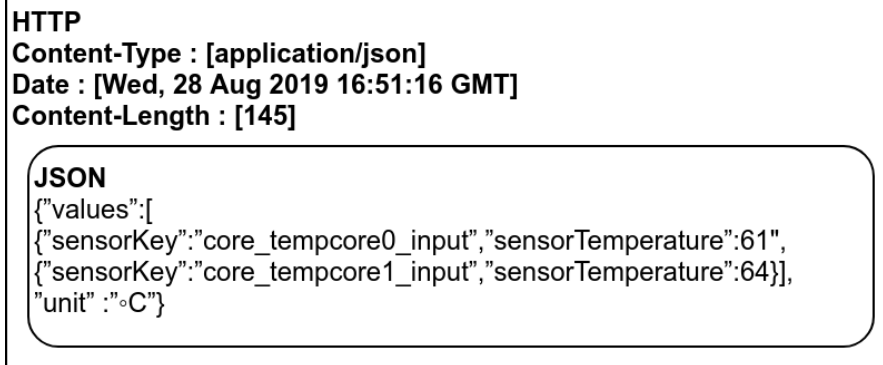 HTTP
Content-Type : [application/json]
Date : [Wed, 28 Aug 2019 16:51:16 GMT]
Content-Length : [145]
JSON
{”values”:[
{”sensorKey”:”core_tempcore0_input”,”sensorTemperature”:61",
{”sensorKey”:”core_tempcore1_input”,”sensorTemperature”:64}],
”unit” :”◦C”}